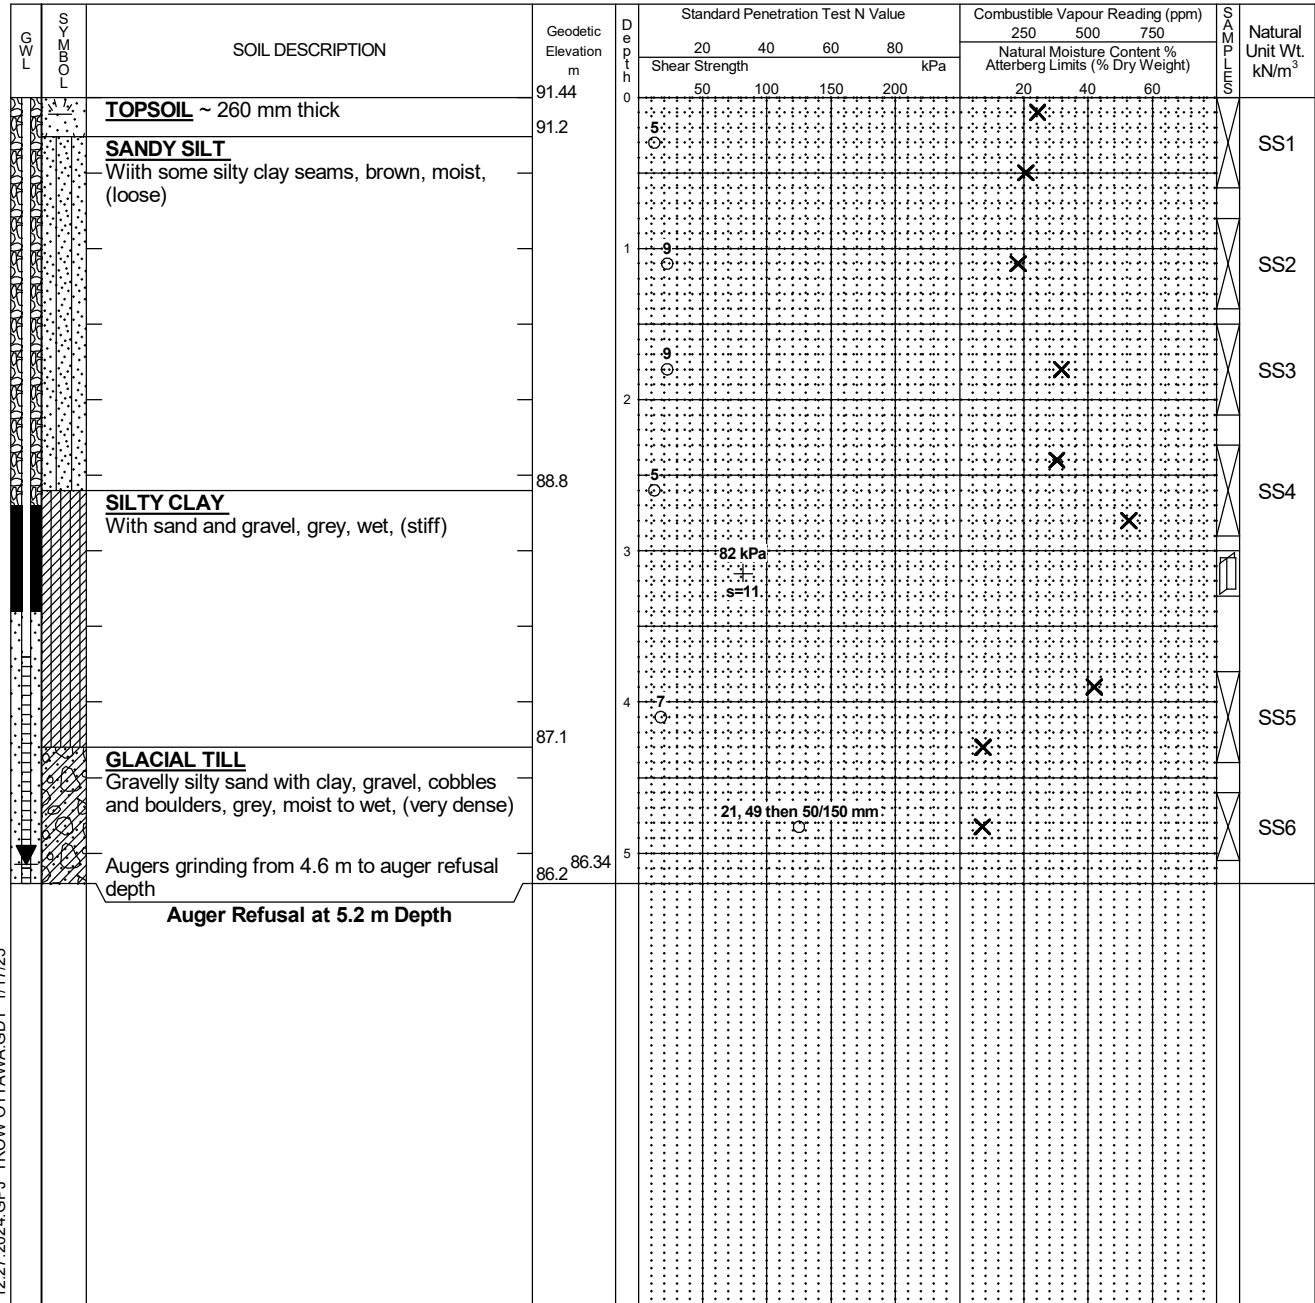 GWL
SYMBOL
SOIL DESCRIPTION
Geodetic
Elevation
m
91.44
Depth
Standard Penetration Test N Value
20 40 60 80
Shear Strength kPa
50 100 150 200
Combustible Vapour Reading (ppm)
250 500 750
Natural Moisture Content %
Atterberg Limits (% Dry Weight)
20 40 60
SAMPLES
Natural
Unit Wt.
kN/m³
0
TOPSOIL ~ 260 mm thick
91.2
5
SS1
SANDY SILT
Wiith some silty clay seams, brown, moist,
(loose)
1
9
SS2
9
SS3
2
88.8
5
SS4
SILTY CLAY
With sand and gravel, grey, wet, (stiff)
3
82 kPa
s=11
4
7
SS5
87.1
GLACIAL TILL
Gravelly silty sand with clay, gravel, cobbles
and boulders, grey, moist to wet, (very dense)
21, 49 then 50/150 mm
SS6
5
Augers grinding from 4.6 m to auger refusal
depth
86.2 86.34
Auger Refusal at 5.2 m Depth